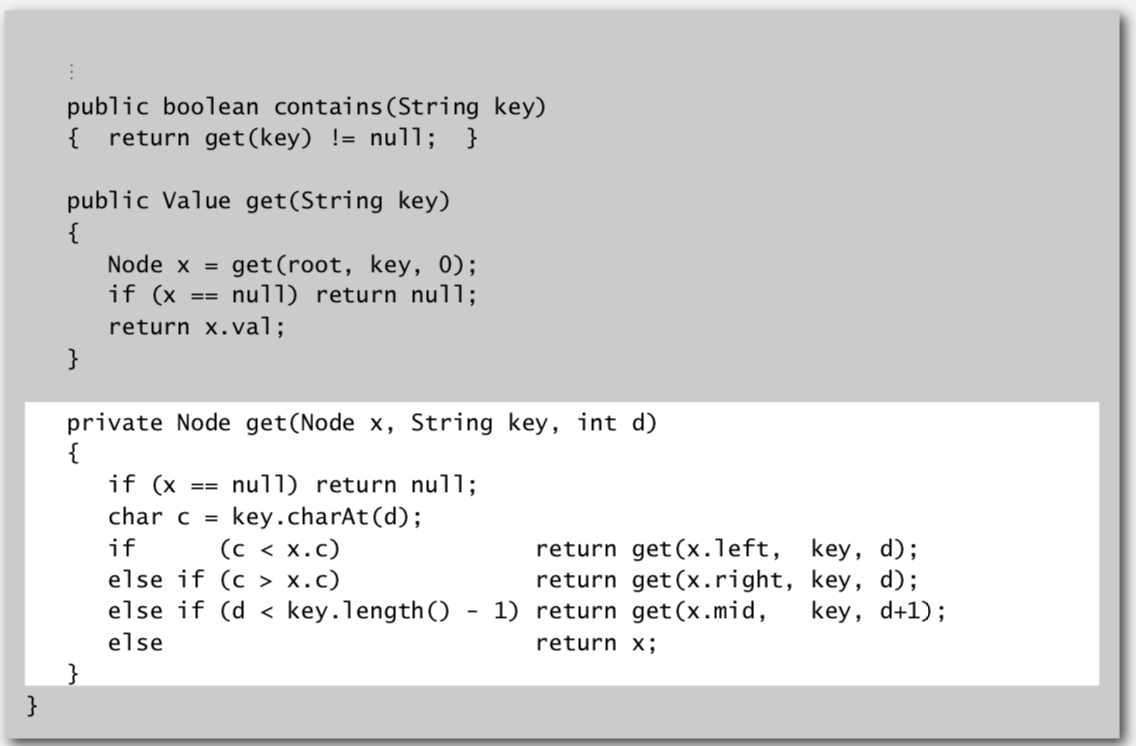 ⋮
public boolean contains(String key)
{  return get(key) != null;  }
public Value get(String key)
{
   Node x = get(root, key, 0);
   if (x == null) return null;
   return x.val;
}
private Node get(Node x, String key, int d)
{
   if (x == null) return null;
   char c = key.charAt(d);
   if      (c < x.c)              return get(x.left,  key, d);
   else if (c > x.c)              return get(x.right, key, d);
   else if (d < key.length() - 1) return get(x.mid,   key, d+1);
   else                           return x;
}
}